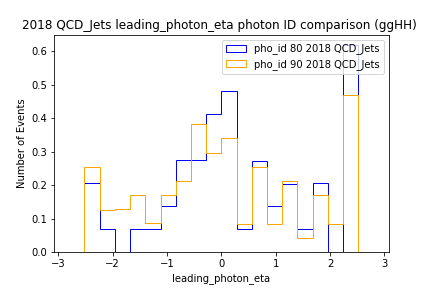 2018 QCD_Jets leading_photon_eta photon ID comparison (ggHH)
pho_id 80 2018 QCD_Jets
pho_id 90 2018 QCD_Jets
Number of Events
0.6
0.5
0.4
0.3
0.2
0.1
0.0
−3 −2 −1 0 1 2 3
leading_photon_eta